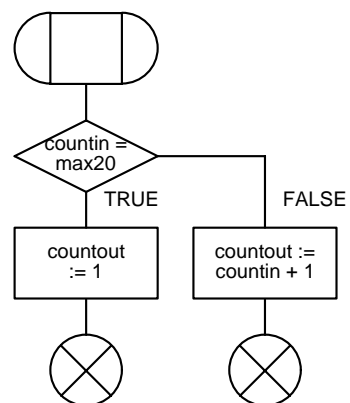 countin =
max20
TRUE
FALSE
countout
:= 1
countout :=
countin + 1